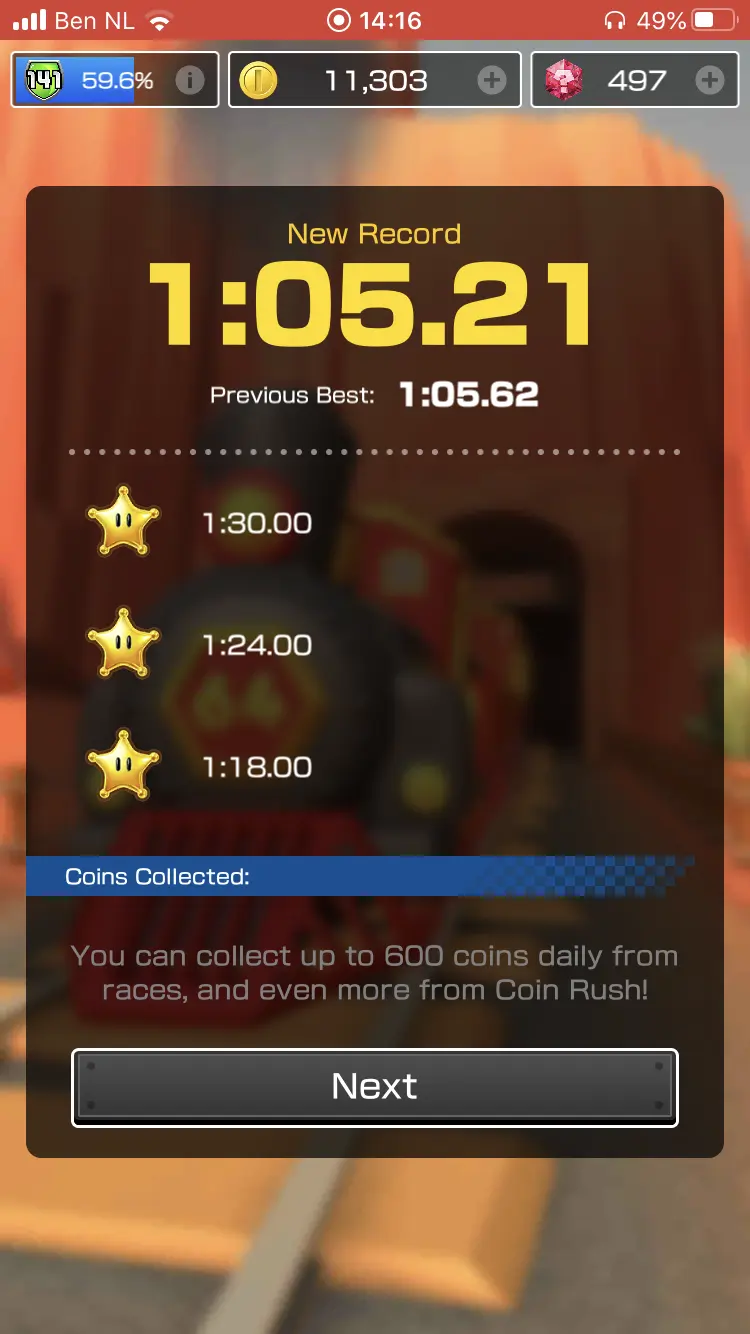 Ben NL 14:16 49%
141 59.6% i 11,303 + ? 497 +
New Record
1:05.21
Previous Best: 1:05.62
1:30.00
1:24.00
64
1:18.00
Coins Collected:
You can collect up to 600 coins daily from
races, and even more from Coin Rush!
Next